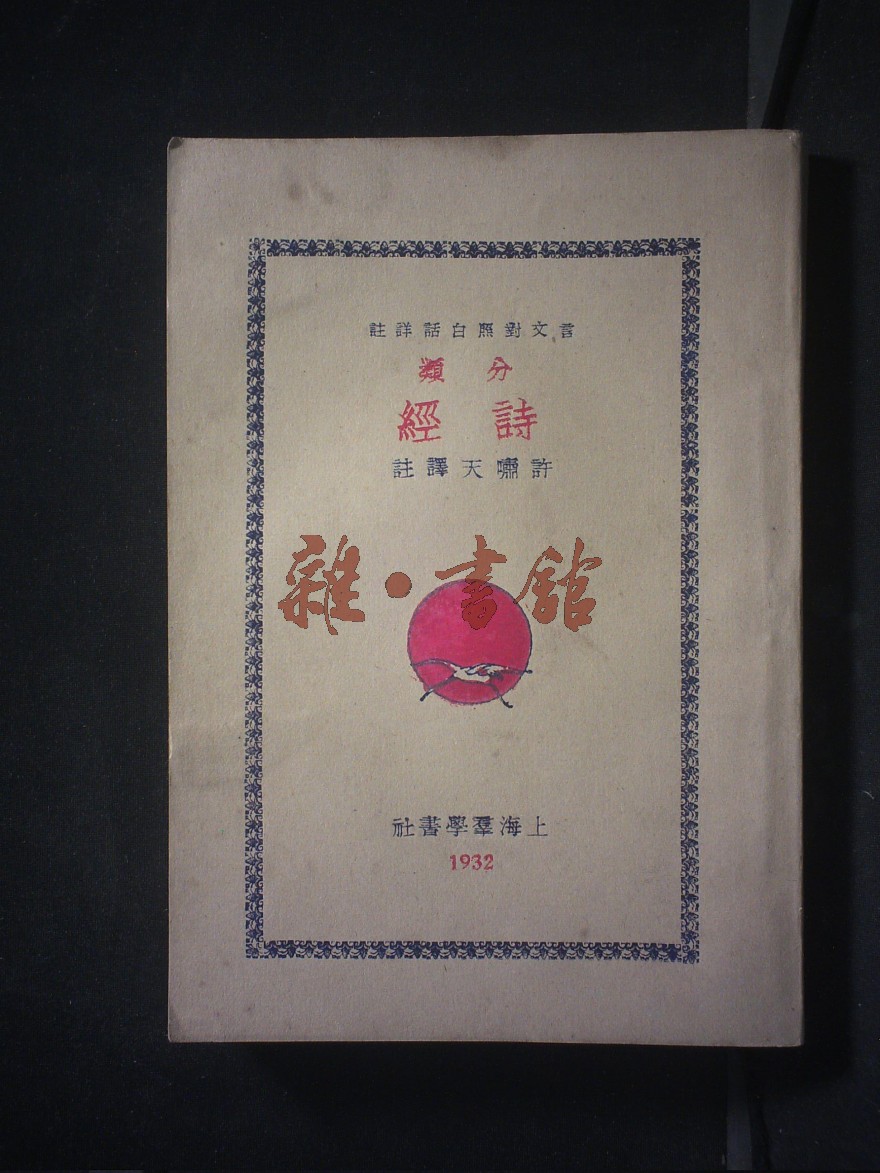 言文對照白話詳註
分類
詩經
許嘯天譯註
雜·書館
上海羣學書社
1932